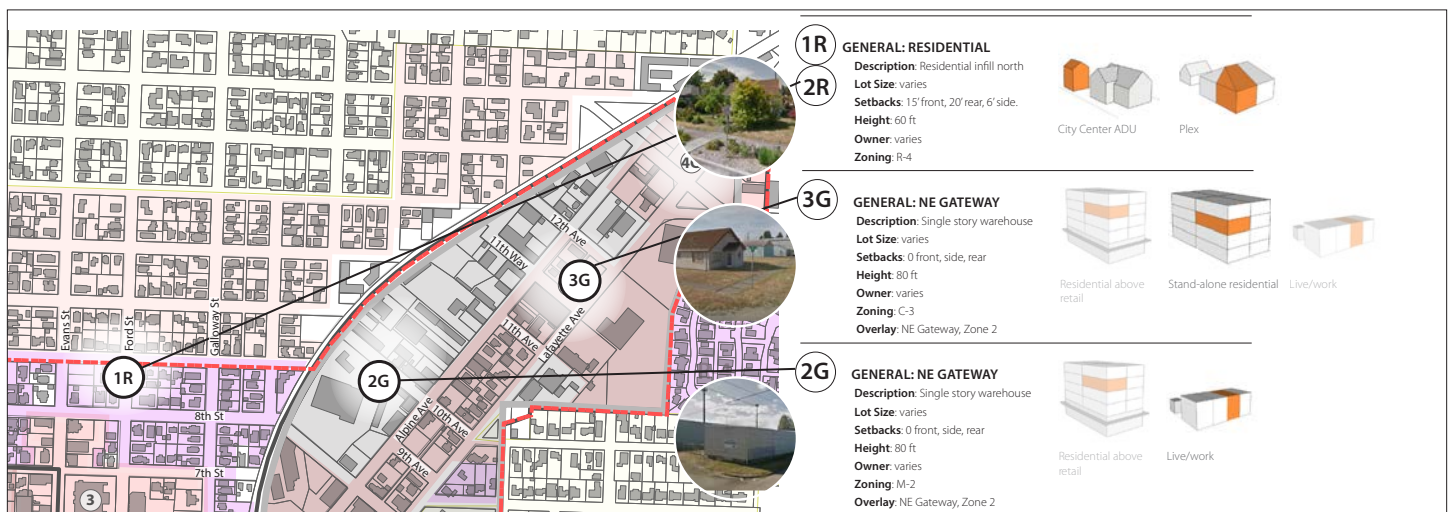 1R
GENERAL: RESIDENTIAL
Description: Residential infill north
2R
Lot Size: varies
Setbacks: 15' front, 20' rear, 6' side.
Height: 60 ft
Owner: varies
Zoning: R-4
City Center ADU
Plex
3G
GENERAL: NE GATEWAY
Description: Single story warehouse
Lot Size: varies
Setbacks: 0 front, side, rear
Height: 80 ft
Owner: varies
Zoning: C-3
Overlay: NE Gateway, Zone 2
Residential above
retail
Stand-alone residential
Live/work
2G
GENERAL: NE GATEWAY
Description: Single story warehouse
Lot Size: varies
Setbacks: 0 front, side, rear
Height: 80 ft
Owner: varies
Zoning: M-2
Overlay: NE Gateway, Zone 2
Residential above
retail
Live/work
12th Ave
11th Way
3G
11th Ave
Lafayette Ave
Evans St
Ford St
Galloway St
1R
2G
8th St
Alpine Ave
10th Ave
9th Ave
7th St
3